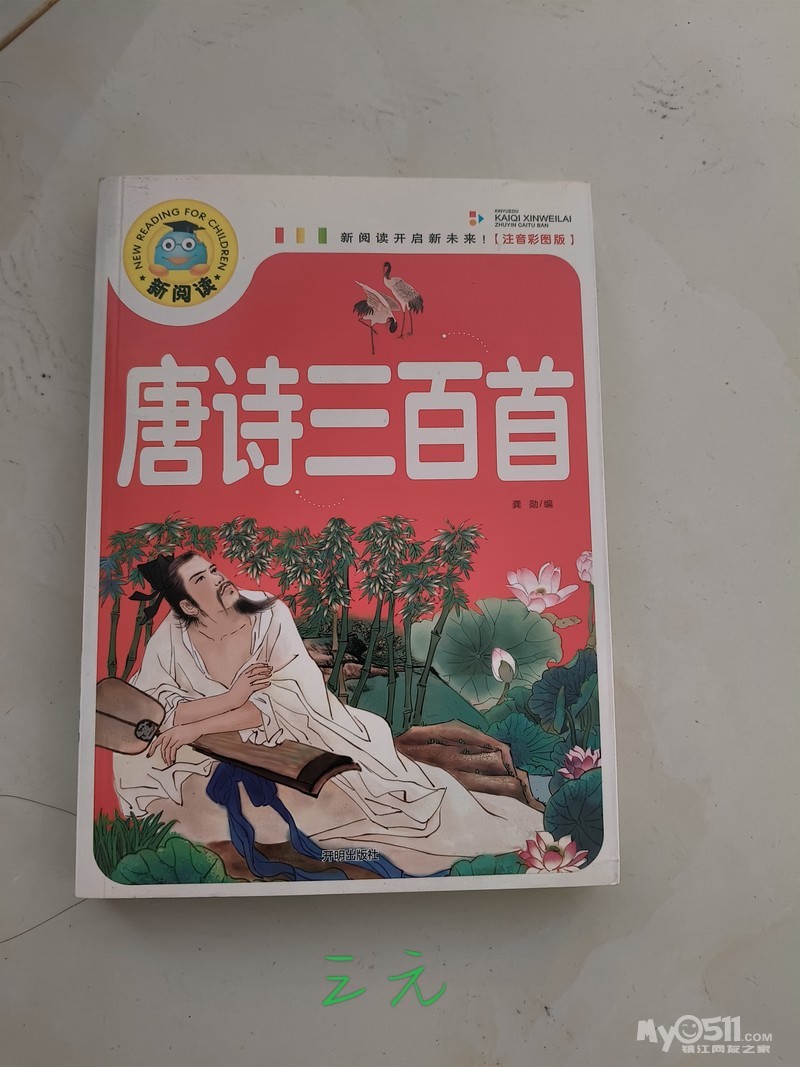 NEW READING FOR CHILDREN
新阅读
XINYUEDU
KAIQI XINWEILAI
ZHUYIN CAITU BAN
新阅读开启新未来！【注音彩图版】
唐诗三百首
龚 勋/编
开明出版社
三元
My0511.COM
镇江网友之家